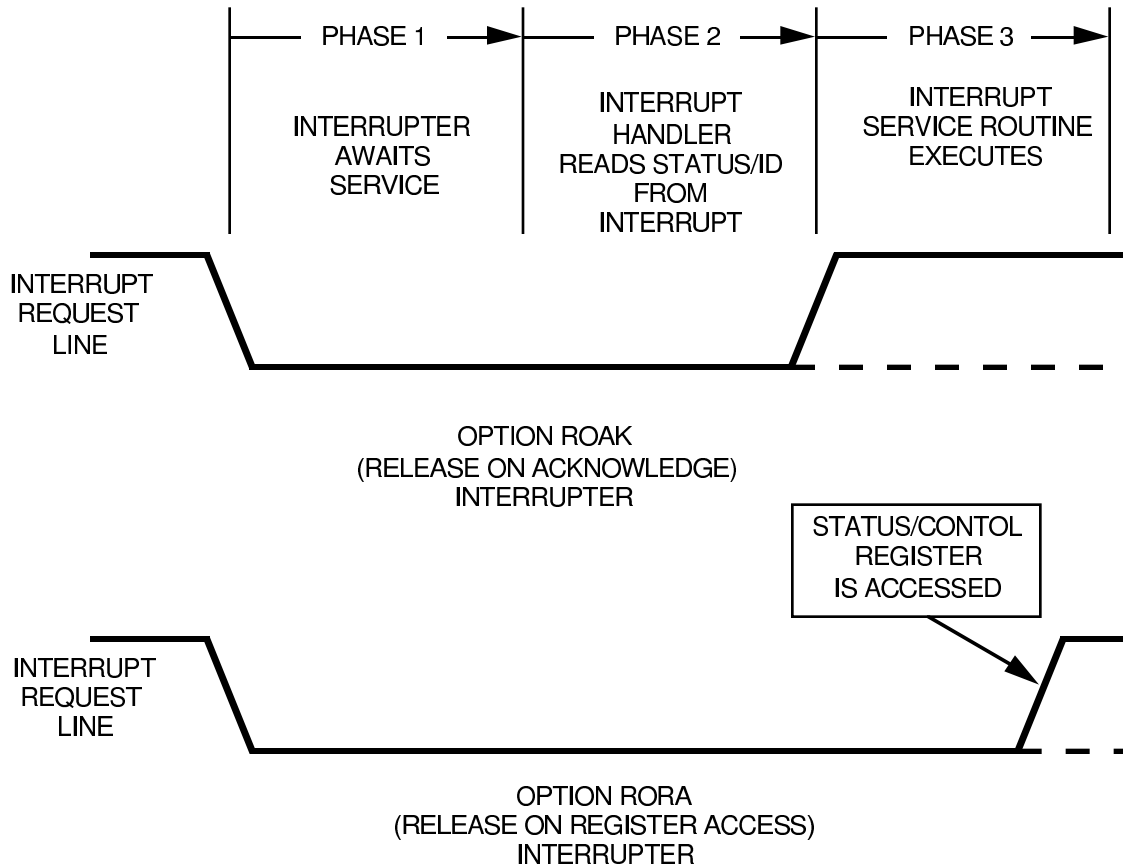 PHASE 1
PHASE 2
PHASE 3
INTERRUPTER
AWAITS
SERVICE
INTERRUPT
HANDLER
READS STATUS/ID
FROM
INTERRUPT
INTERRUPT
SERVICE ROUTINE
EXECUTES
INTERRUPT
REQUEST
LINE
OPTION ROAK
(RELEASE ON ACKNOWLEDGE)
INTERRUPTER
STATUS/CONTOL
REGISTER
IS ACCESSED
INTERRUPT
REQUEST
LINE
OPTION RORA
(RELEASE ON REGISTER ACCESS)
INTERRUPTER